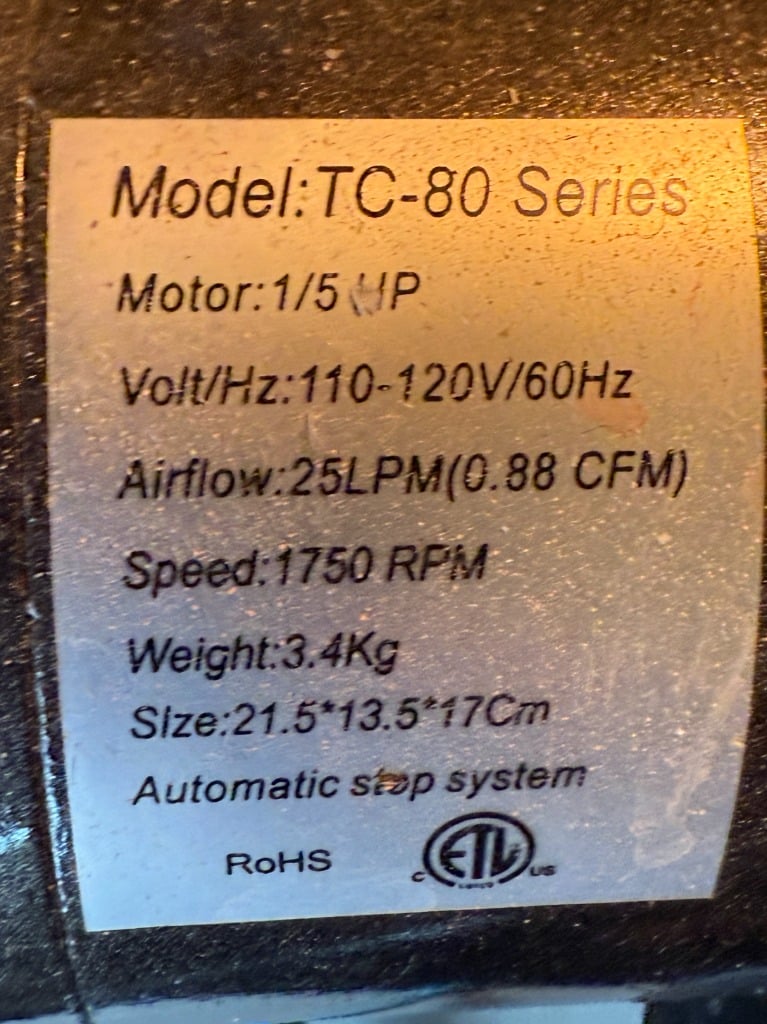 Model:TC-80 Series
Motor:1/5 HP
Volt/Hz:110-120V/60Hz
Airflow:25LPM(0.88 CFM)
Speed:1750 RPM
Weight:3.4Kg
SIze:21.5*13.5*17Cm
Automatic stop system
RoHS
C ETL US